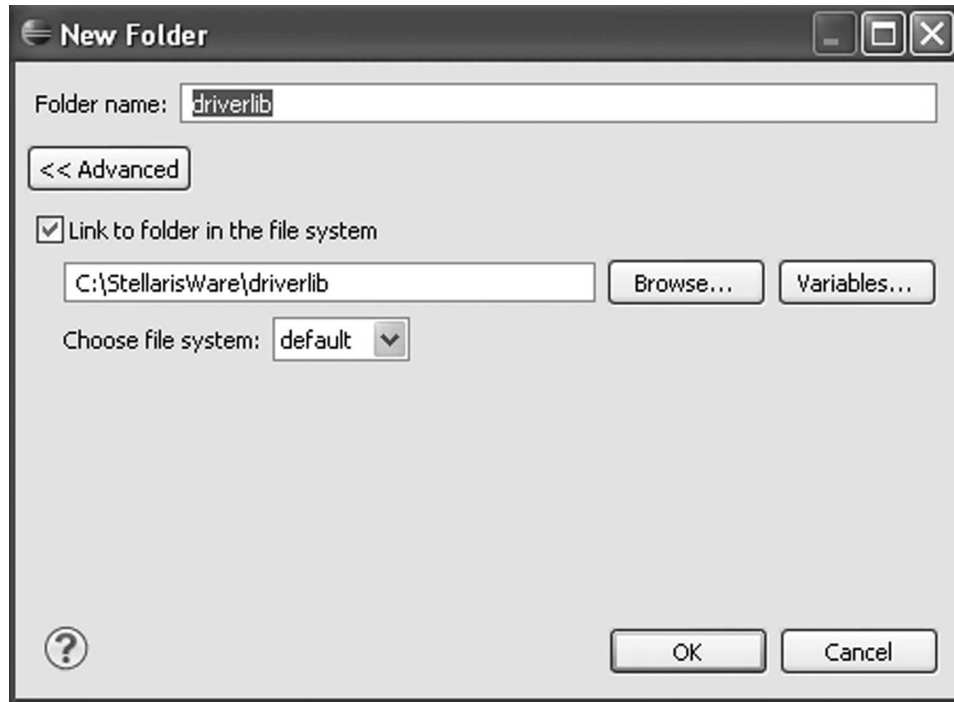 New Folder
Folder name: driverlib
<< Advanced
Link to folder in the file system
C:\StellarisWare\driverlib Browse... Variables...
Choose file system: default
? OK Cancel